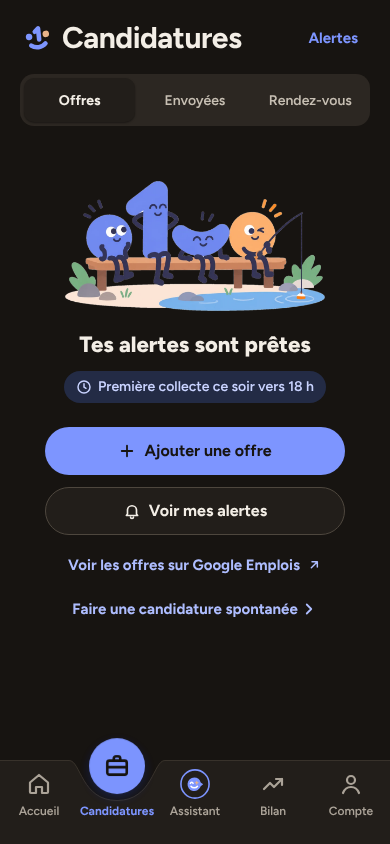 Candidatures
Alertes
Offres
Envoyées
Rendez-vous
Tes alertes sont prêtes
Première collecte ce soir vers 18 h
Ajouter une offre
Voir mes alertes
Voir les offres sur Google Emplois
Faire une candidature spontanée
Accueil
Candidatures
Assistant
Bilan
Compte